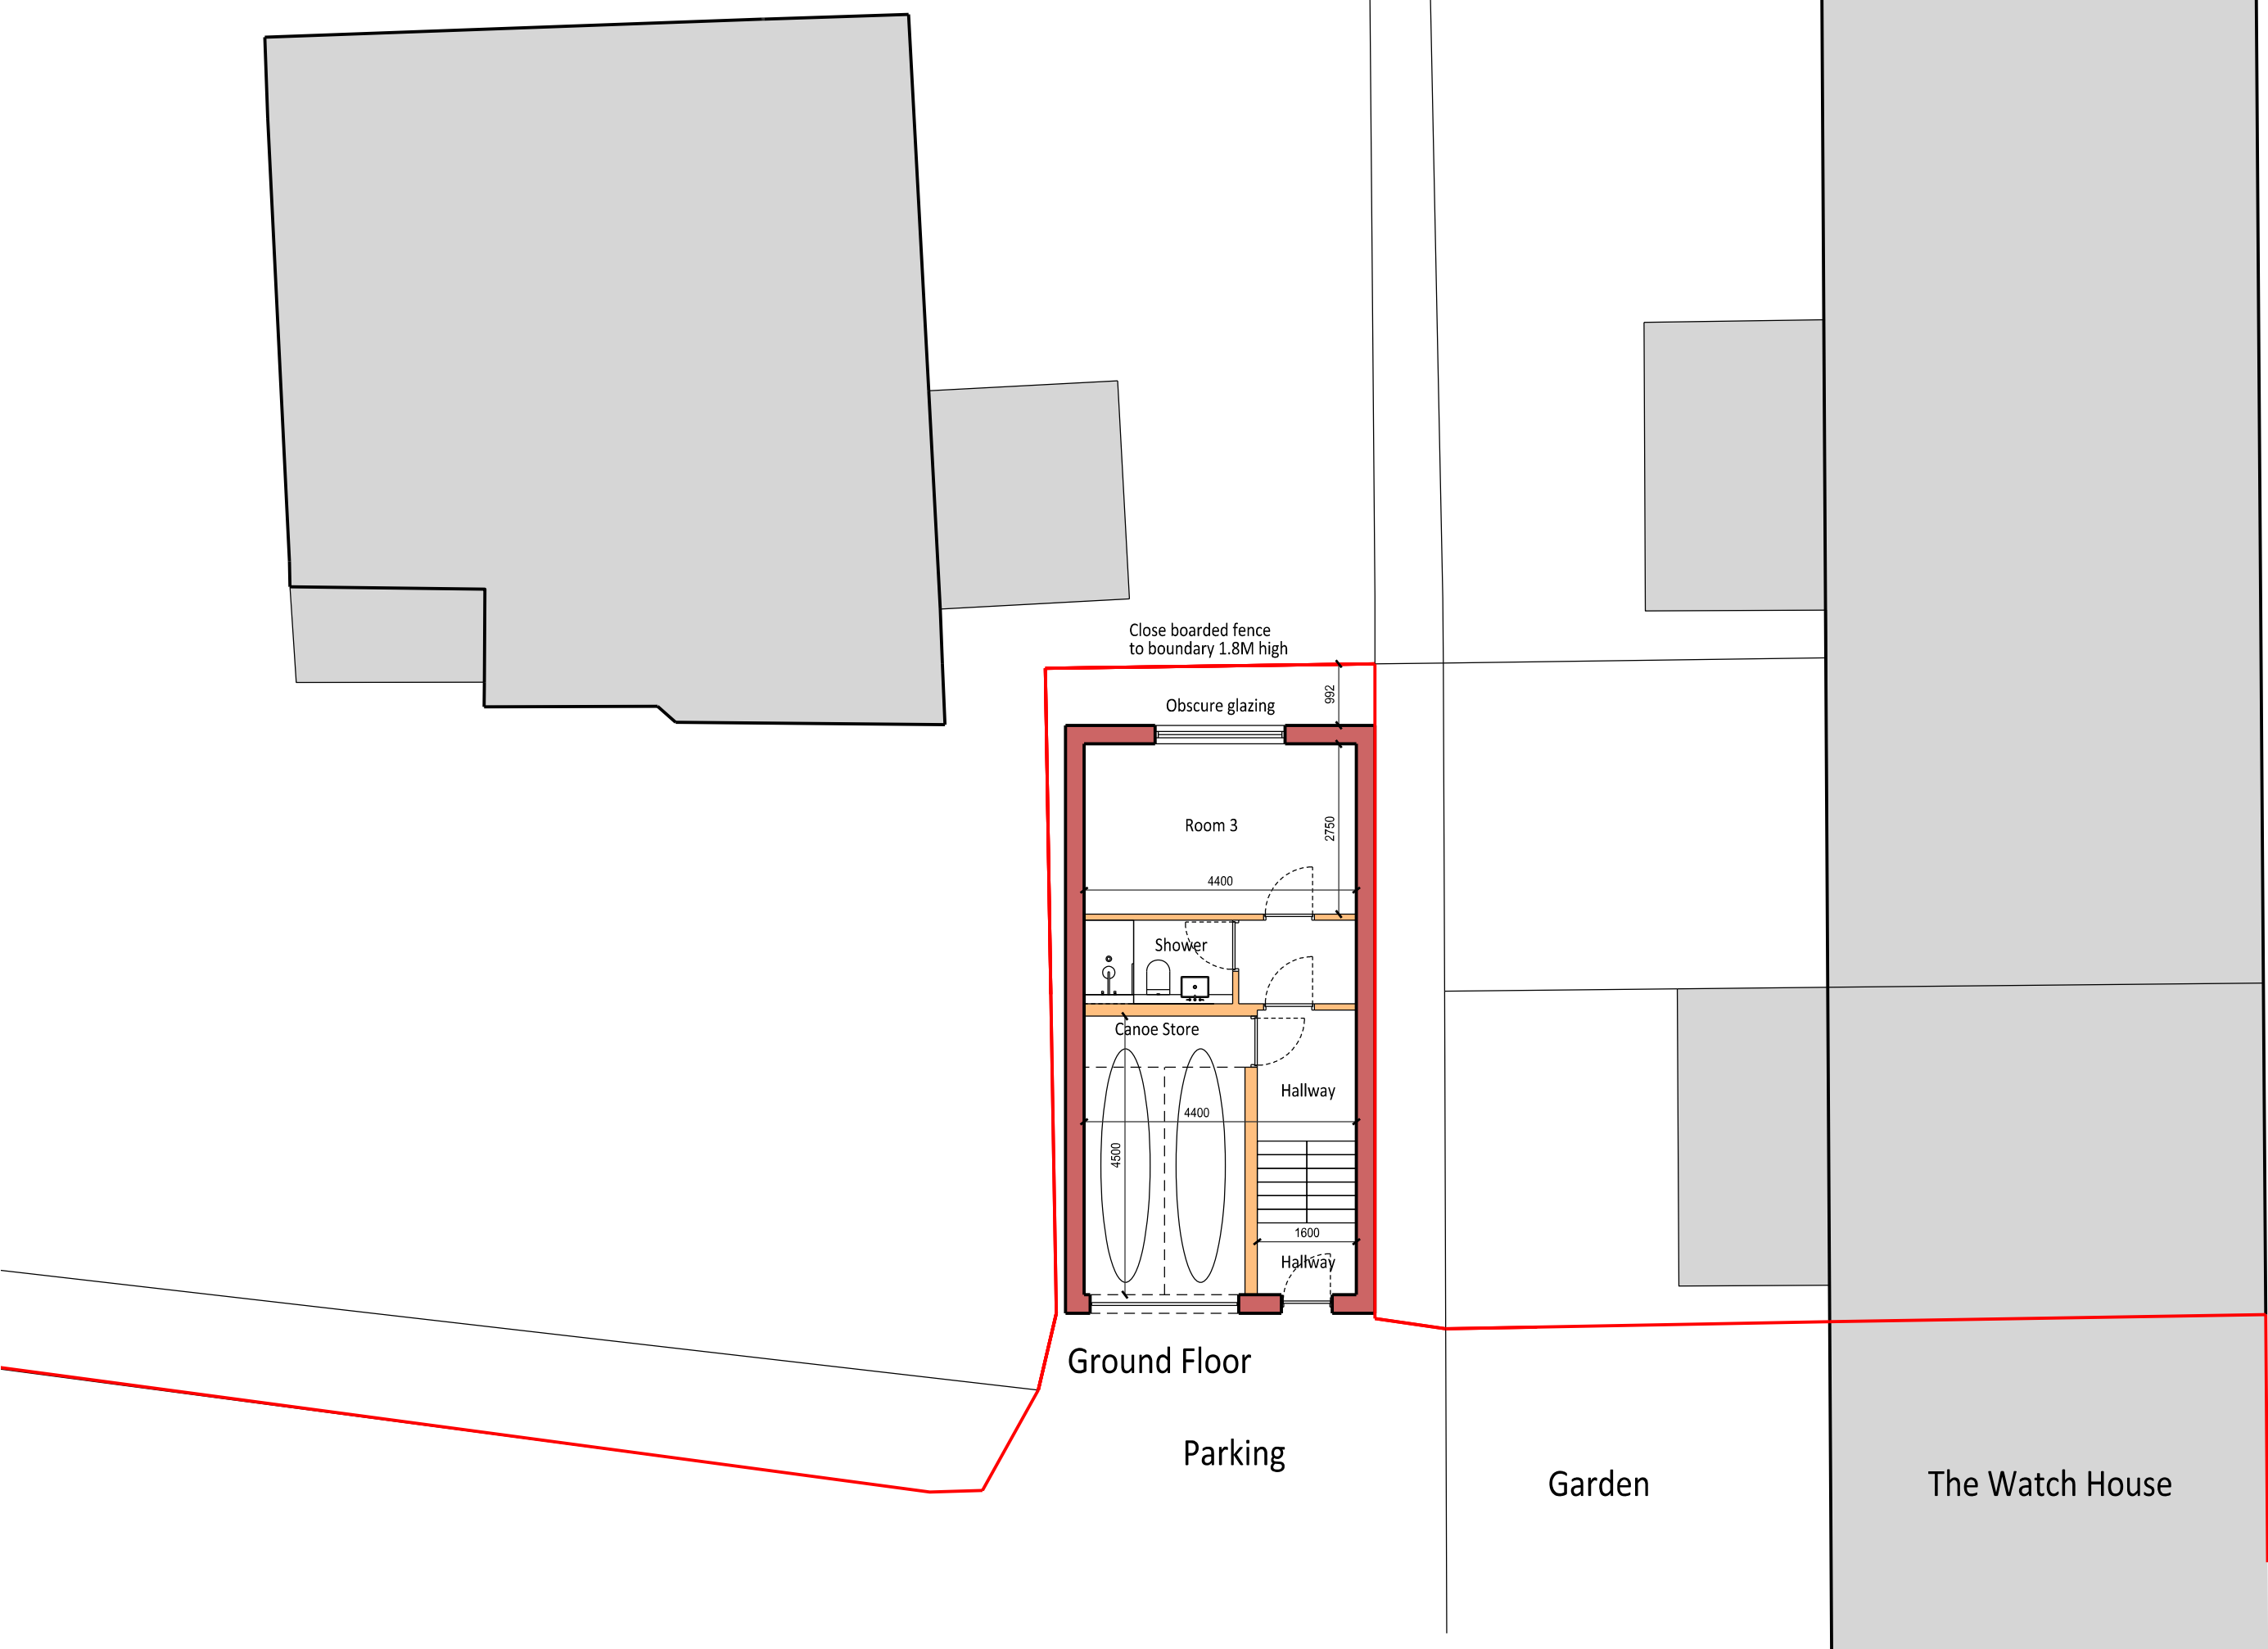 Close boarded fence
to boundary 1.8M high
992
Obscure glazing
2750
Room 3
4400
Shower
Canoe Store
Hallway
4400
4500
1600
Hallway
Ground Floor
Parking
Garden
The Watch House